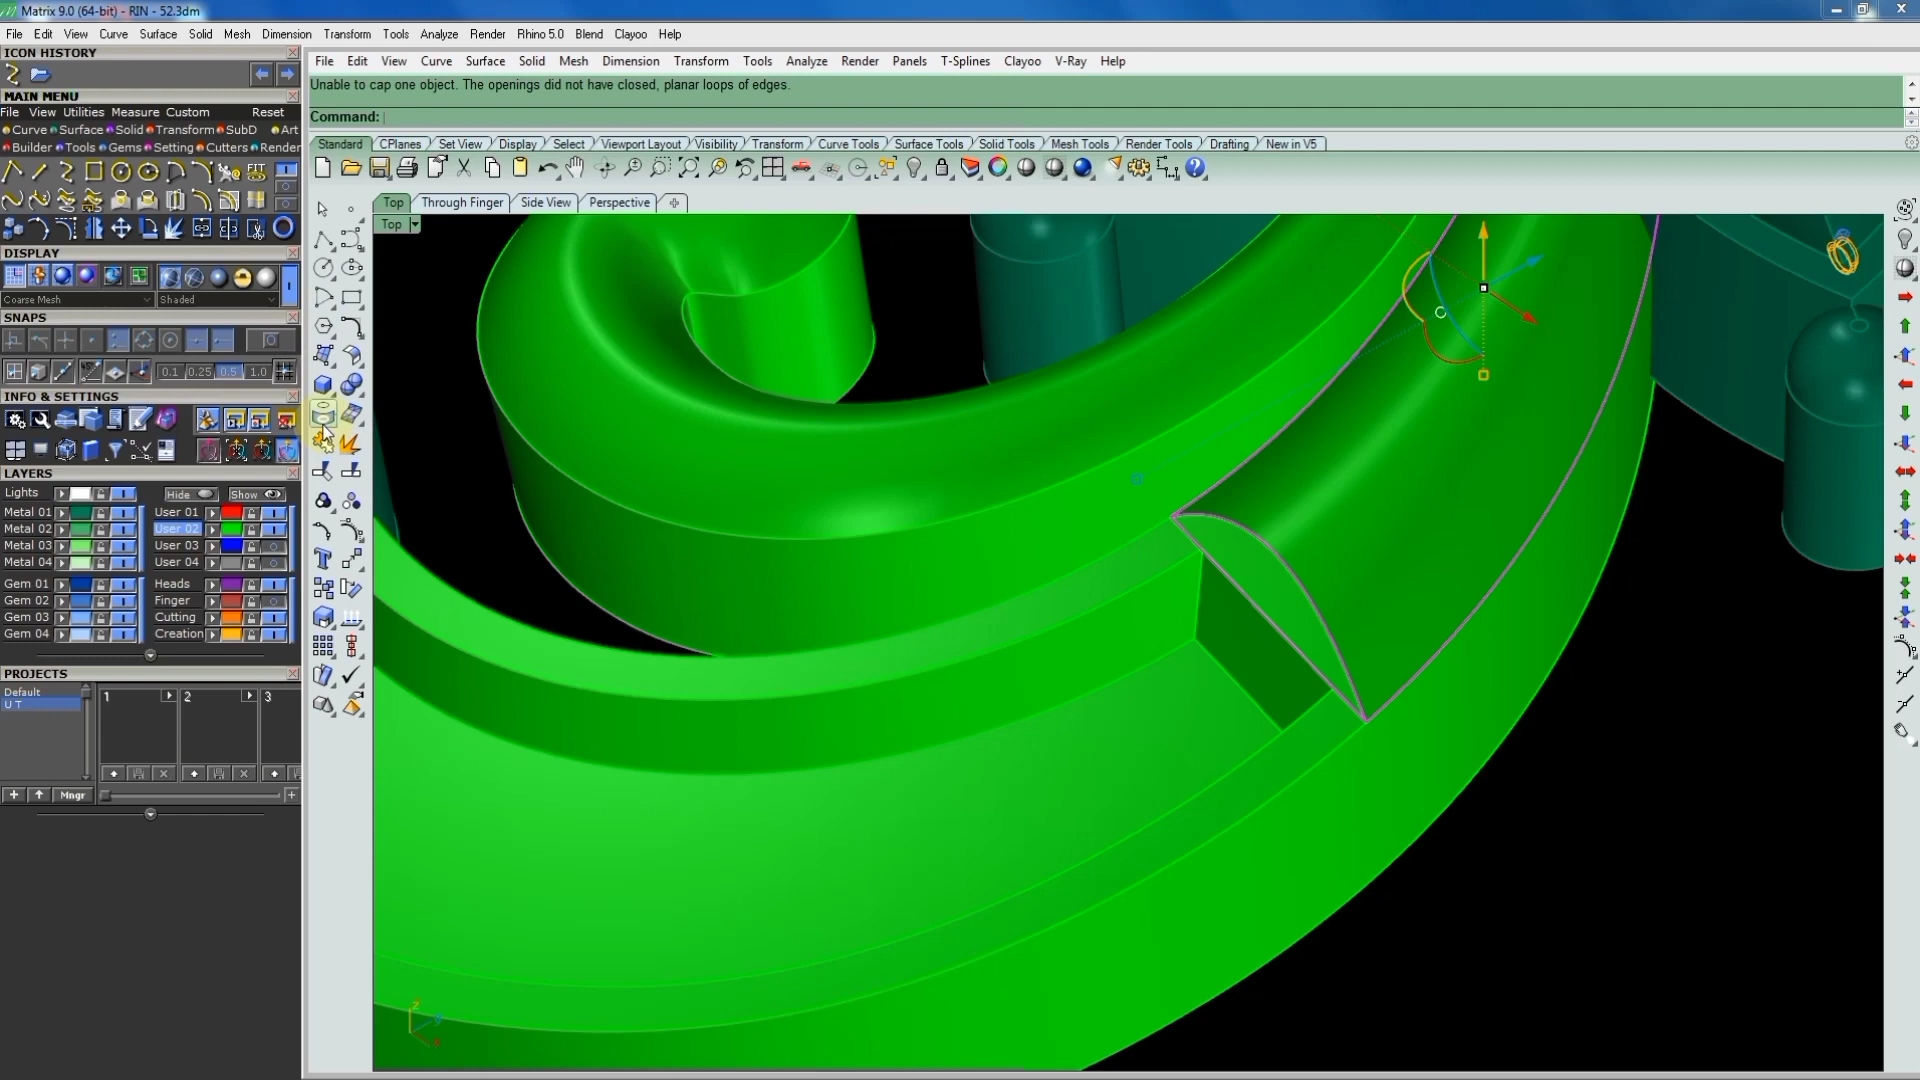 Matrix 9.0 (64-bit) - RIN - 52.3dm
File Edit View Curve Surface Solid Mesh Dimension Transform Tools Analyze Render Rhino 5.0 Blend Clayoo Help
ICON HISTORY
MAIN MENU
File View Utilities Measure Custom Reset
Curve Surface Solid Transform SubD Art
Builder Tools Gems Setting Cutters Render
FIT
DISPLAY
Coarse Mesh Shaded
SNAPS
0.1 0.25 0.5 1.0
INFO & SETTINGS
LAYERS
Lights Hide Show
Metal 01 User 01
Metal 02 User 02
Metal 03 User 03
Metal 04 User 04
Gem 01 Heads
Gem 02 Finger
Gem 03 Cutting
Gem 04 Creation
PROJECTS
Default
U T
1 2 3
Mngr
File Edit View Curve Surface Solid Mesh Dimension Transform Tools Analyze Render Panels T-Splines Clayoo V-Ray Help
Unable to cap one object. The openings did not have closed, planar loops of edges.
Command:
Standard CPlanes Set View Display Select Viewport Layout Visibility Transform Curve Tools Surface Tools Solid Tools Mesh Tools Render Tools Drafting New in V5
Top Through Finger Side View Perspective
Top
z
y
x